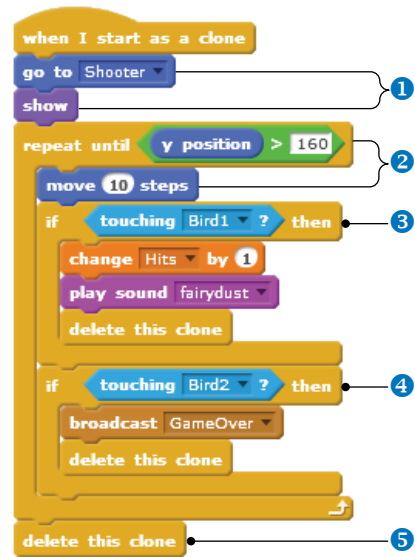 when I start as a clone
go to Shooter
1
show
repeat until y position > 160
2
move 10 steps
if touching Bird1 ? then
3
change Hits by 1
play sound fairydust
delete this clone
if touching Bird2 ? then
4
broadcast GameOver
delete this clone
delete this clone
5